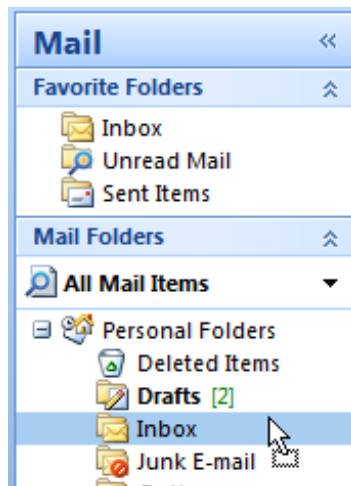 Mail
Favorite Folders
Inbox
Unread Mail
Sent Items
Mail Folders
All Mail Items
Personal Folders
Deleted Items
Drafts [2]
Inbox
Junk E-mail